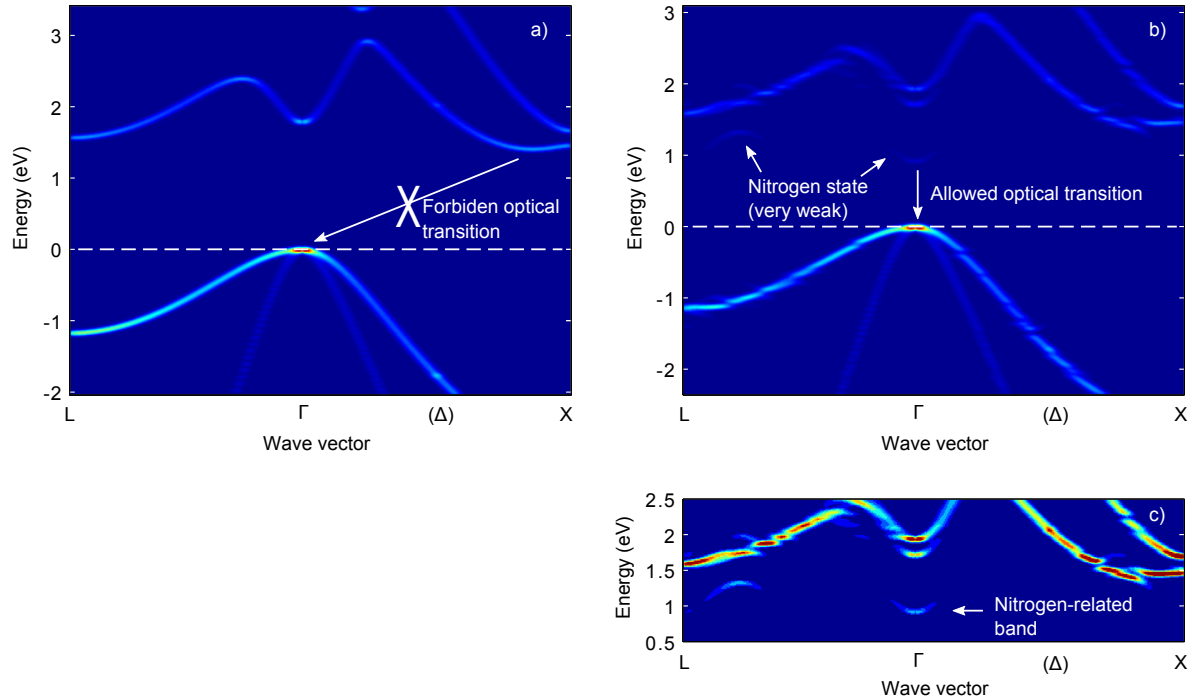 a)
3
2
1
0
-1
-2
Energy (eV)
X
Forbiden optical
transition
L
Γ
(Δ)
X
Wave vector
b)
3
2
1
0
-1
-2
Energy (eV)
Nitrogen state
(very weak)
Allowed optical transition
L
Γ
(Δ)
X
Wave vector
c)
2.5
2
1.5
1
0.5
Energy (eV)
Nitrogen-related
band
L
Γ
(Δ)
X
Wave vector